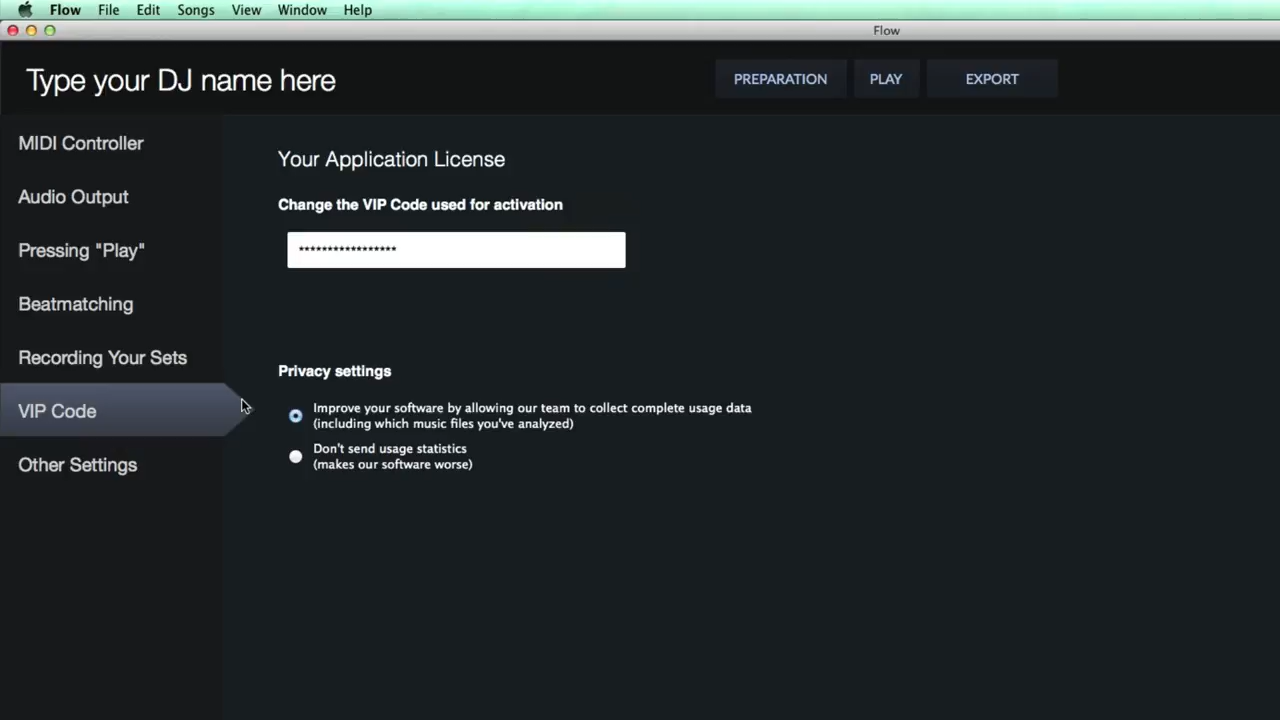 Flow File Edit Songs View Window Help
Flow
Type your DJ name here
PREPARATION PLAY EXPORT
MIDI Controller
Audio Output
Pressing "Play"
Beatmatching
Recording Your Sets
VIP Code
Other Settings
Your Application License
Change the VIP Code used for activation
*****************
Privacy settings
Improve your software by allowing our team to collect complete usage data
(including which music files you've analyzed)
Don't send usage statistics
(makes our software worse)